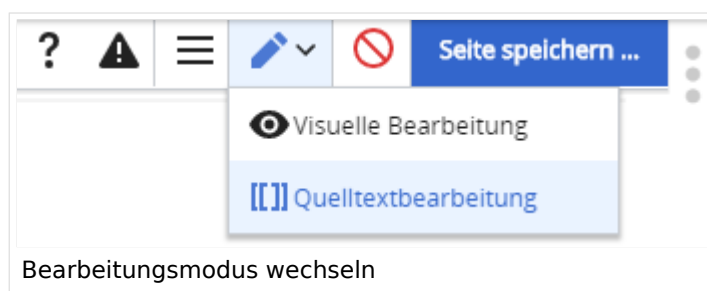 ?
Seite speichern ...
Visuelle Bearbeitung
[[]] Quelltextbearbeitung
Bearbeitungsmodus wechseln